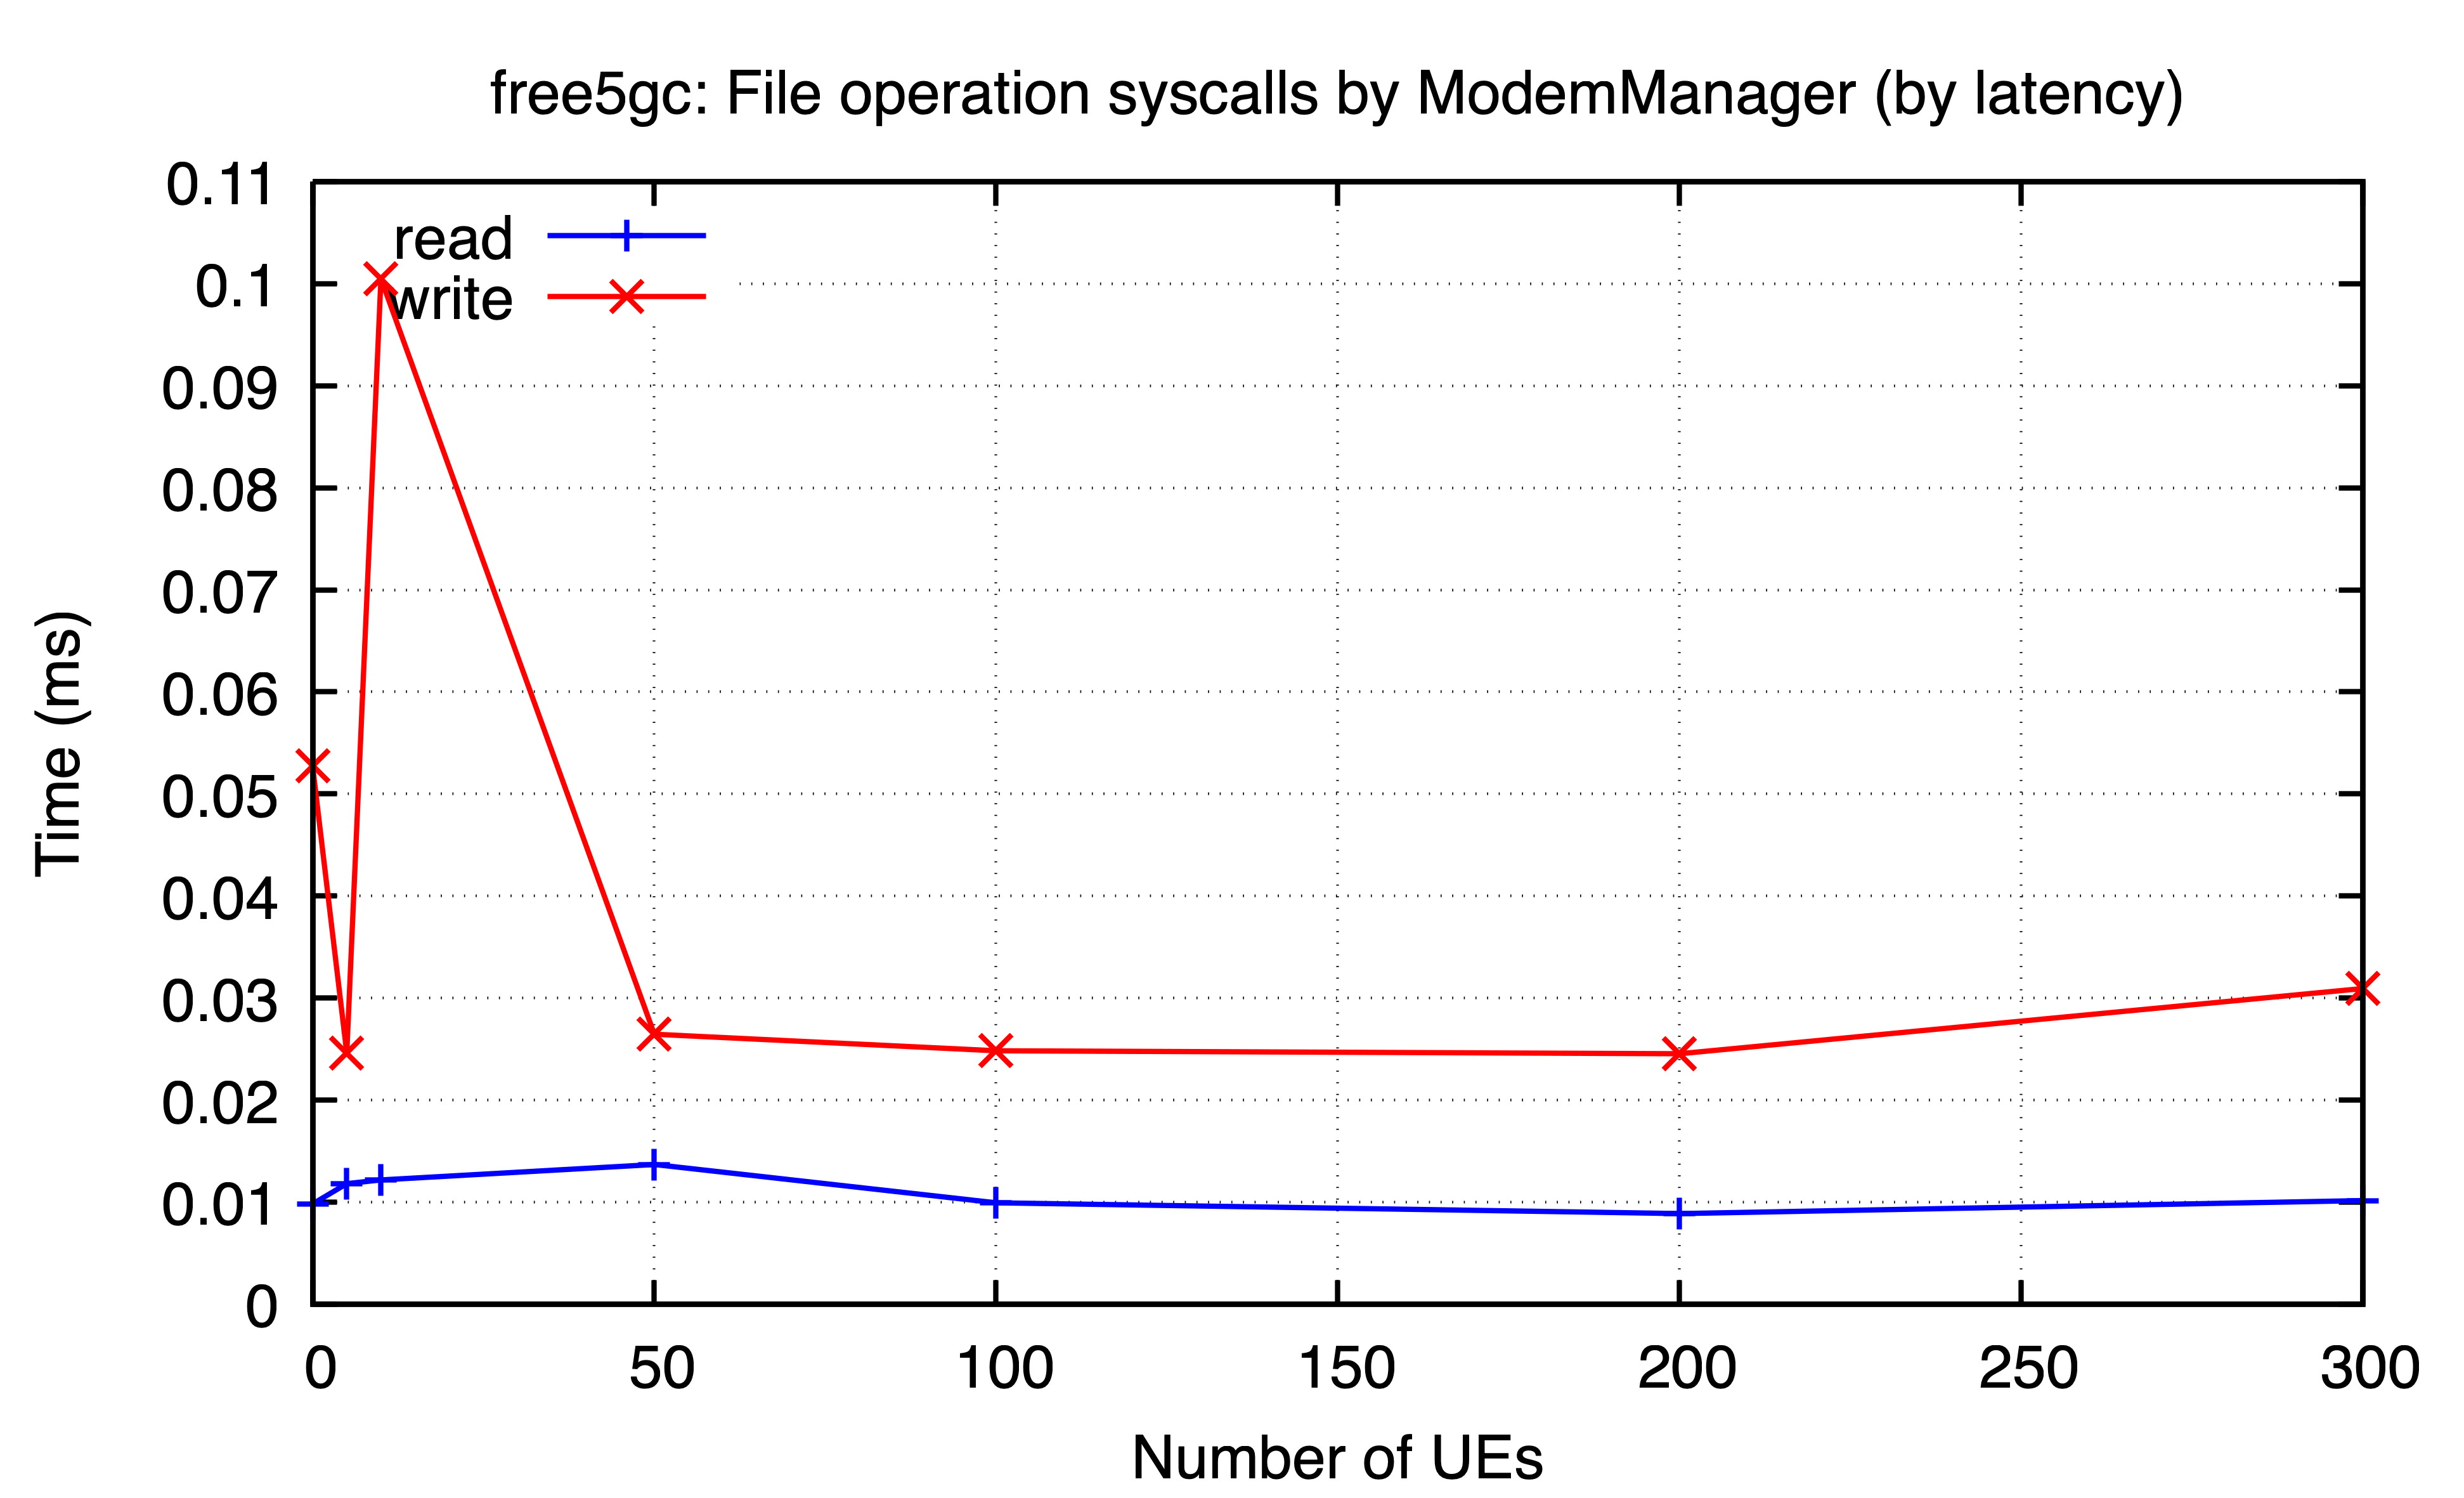 free5gc: File operation syscalls by ModemManager (by latency)
0.11
0.1
0.09
0.08
0.07
0.06
0.05
0.04
0.03
0.02
0.01
0
read
write
Time (ms)
0 50 100 150 200 250 300
Number of UEs